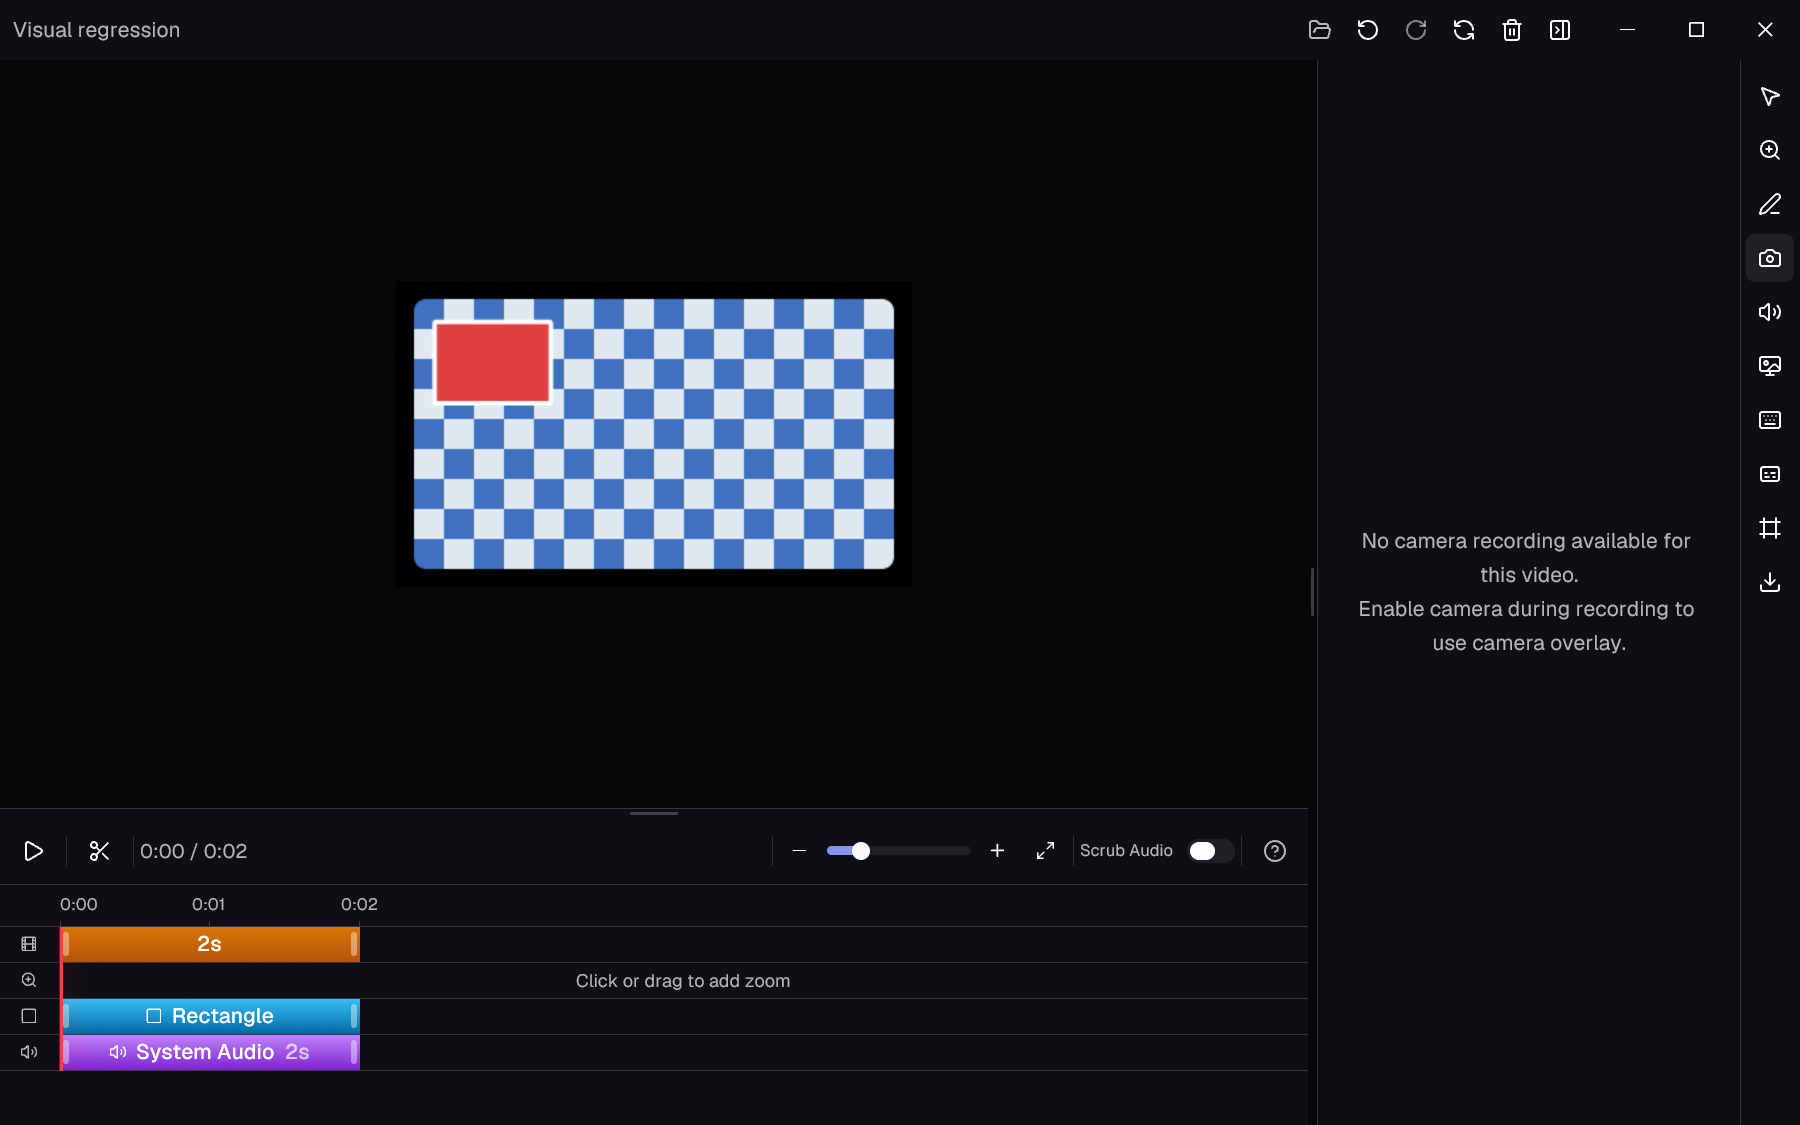 Visual regression
No camera recording available for
this video.
Enable camera during recording to
use camera overlay.
0:00 / 0:02
Scrub Audio
0:00 0:01 0:02
2s
Click or drag to add zoom
Rectangle
System Audio 2s